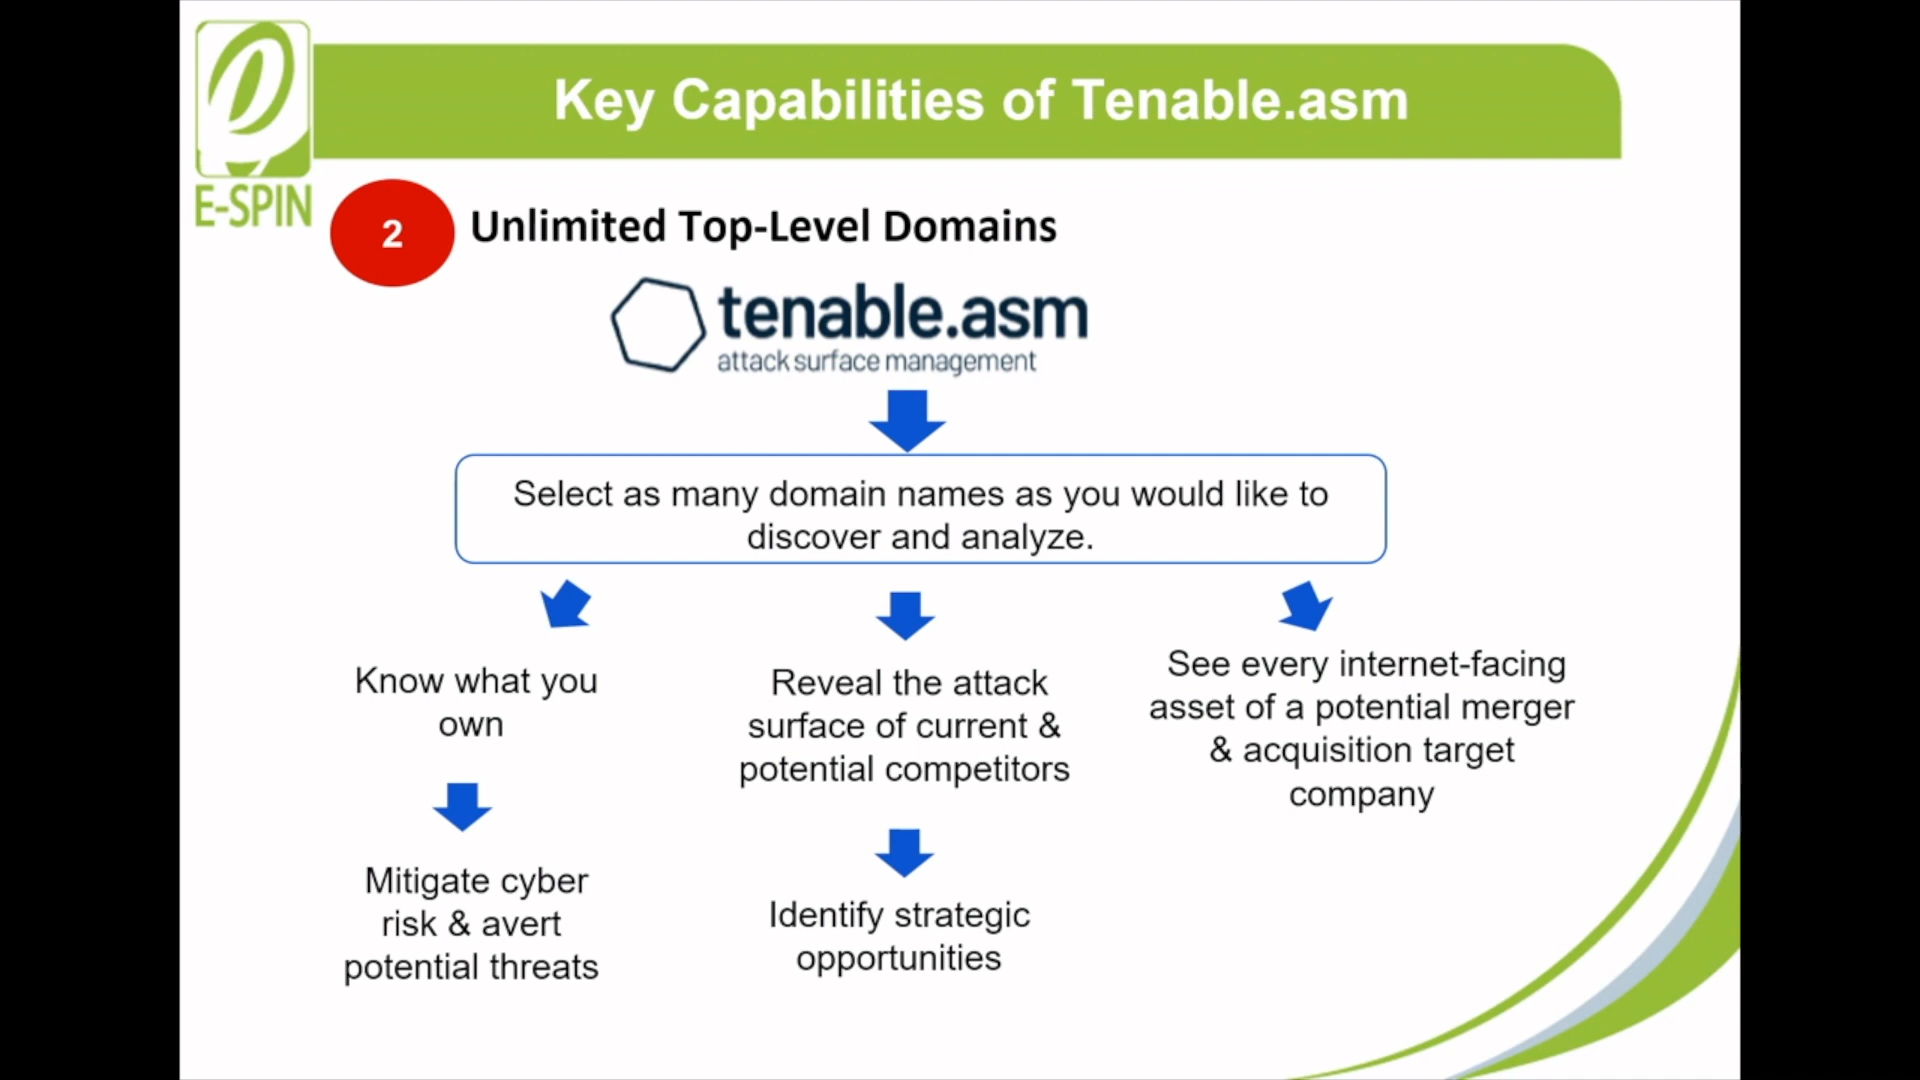 Key Capabilities of Tenable.asm
E-SPIN
2
Unlimited Top-Level Domains
tenable.asm
attack surface management
Select as many domain names as you would like to
discover and analyze.
Know what you
own
Mitigate cyber
risk & avert
potential threats
Reveal the attack
surface of current &
potential competitors
Identify strategic
opportunities
See every internet-facing
asset of a potential merger
& acquisition target
company